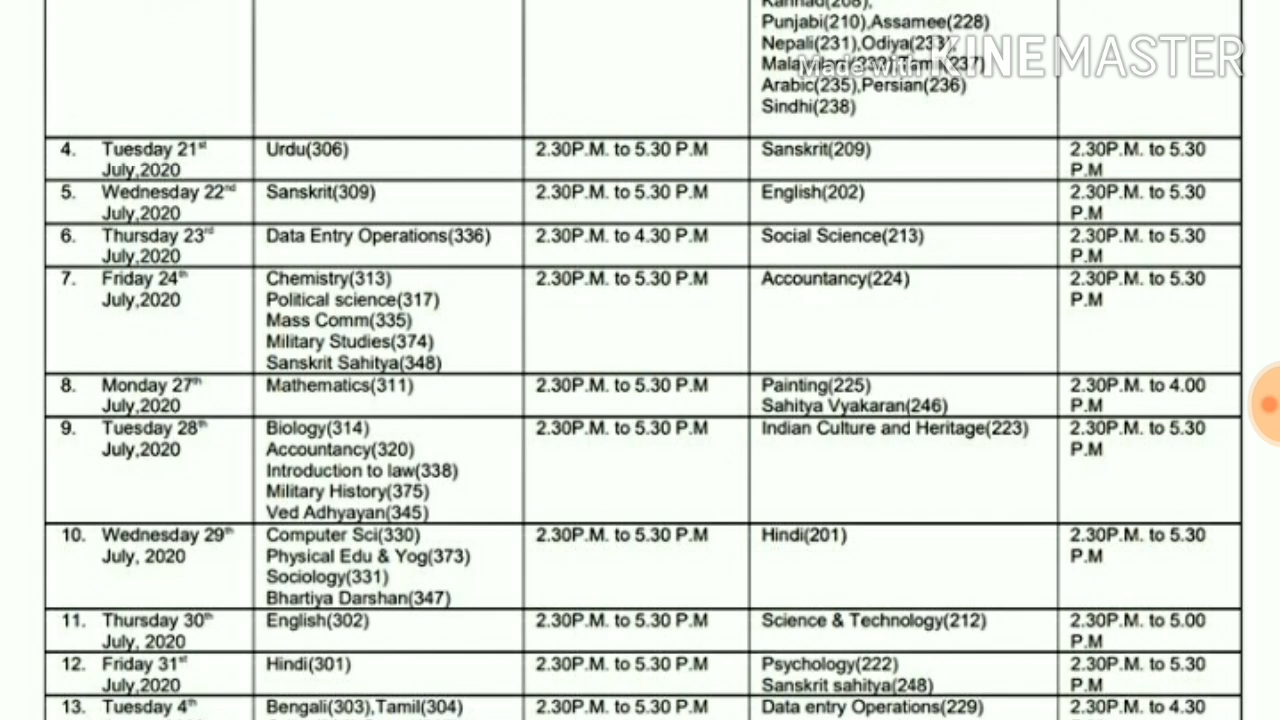 Kannad(208),
Punjabi(210),Assamee(228)
Nepali(231),Odiya(233),
Made with KINEMASTER
Malayalam(232),Tamil(237)
Arabic(235),Persian(236)
Sindhi(238)
4. Tuesday 21st Urdu(306) 2.30P.M. to 5.30 P.M Sanskrit(209) 2.30P.M. to 5.30
July,2020 P.M
5. Wednesday 22nd Sanskrit(309) 2.30P.M. to 5.30 P.M English(202) 2.30P.M. to 5.30
July,2020 P.M
6. Thursday 23rd Data Entry Operations(336) 2.30P.M. to 4.30 P.M Social Science(213) 2.30P.M. to 5.30
July,2020 P.M
7. Friday 24th Chemistry(313) 2.30P.M. to 5.30 P.M Accountancy(224) 2.30P.M. to 5.30
July,2020 Political science(317) P.M
Mass Comm(335)
Military Studies(374)
Sanskrit Sahitya(348)
8. Monday 27th Mathematics(311) 2.30P.M. to 5.30 P.M Painting(225) 2.30P.M. to 4.00
July,2020 Sahitya Vyakaran(246) P.M
9. Tuesday 28th Biology(314) 2.30P.M. to 5.30 P.M Indian Culture and Heritage(223) 2.30P.M. to 5.30
July,2020 Accountancy(320) P.M
Introduction to law(338)
Military History(375)
Ved Adhyayan(345)
10. Wednesday 29th Computer Sci(330) 2.30P.M. to 5.30 P.M Hindi(201) 2.30P.M. to 5.30
July, 2020 Physical Edu & Yog(373) P.M
Sociology(331)
Bhartiya Darshan(347)
11. Thursday 30th English(302) 2.30P.M. to 5.30 P.M Science & Technology(212) 2.30P.M. to 5.00
July, 2020 P.M
12. Friday 31st Hindi(301) 2.30P.M. to 5.30 P.M Psychology(222) 2.30P.M. to 5.30
July,2020 Sanskrit sahitya(248) P.M
13. Tuesday 4th Bengali(303),Tamil(304) 2.30P.M. to 5.30 P.M Data entry Operations(229) 2.30P.M. to 4.30